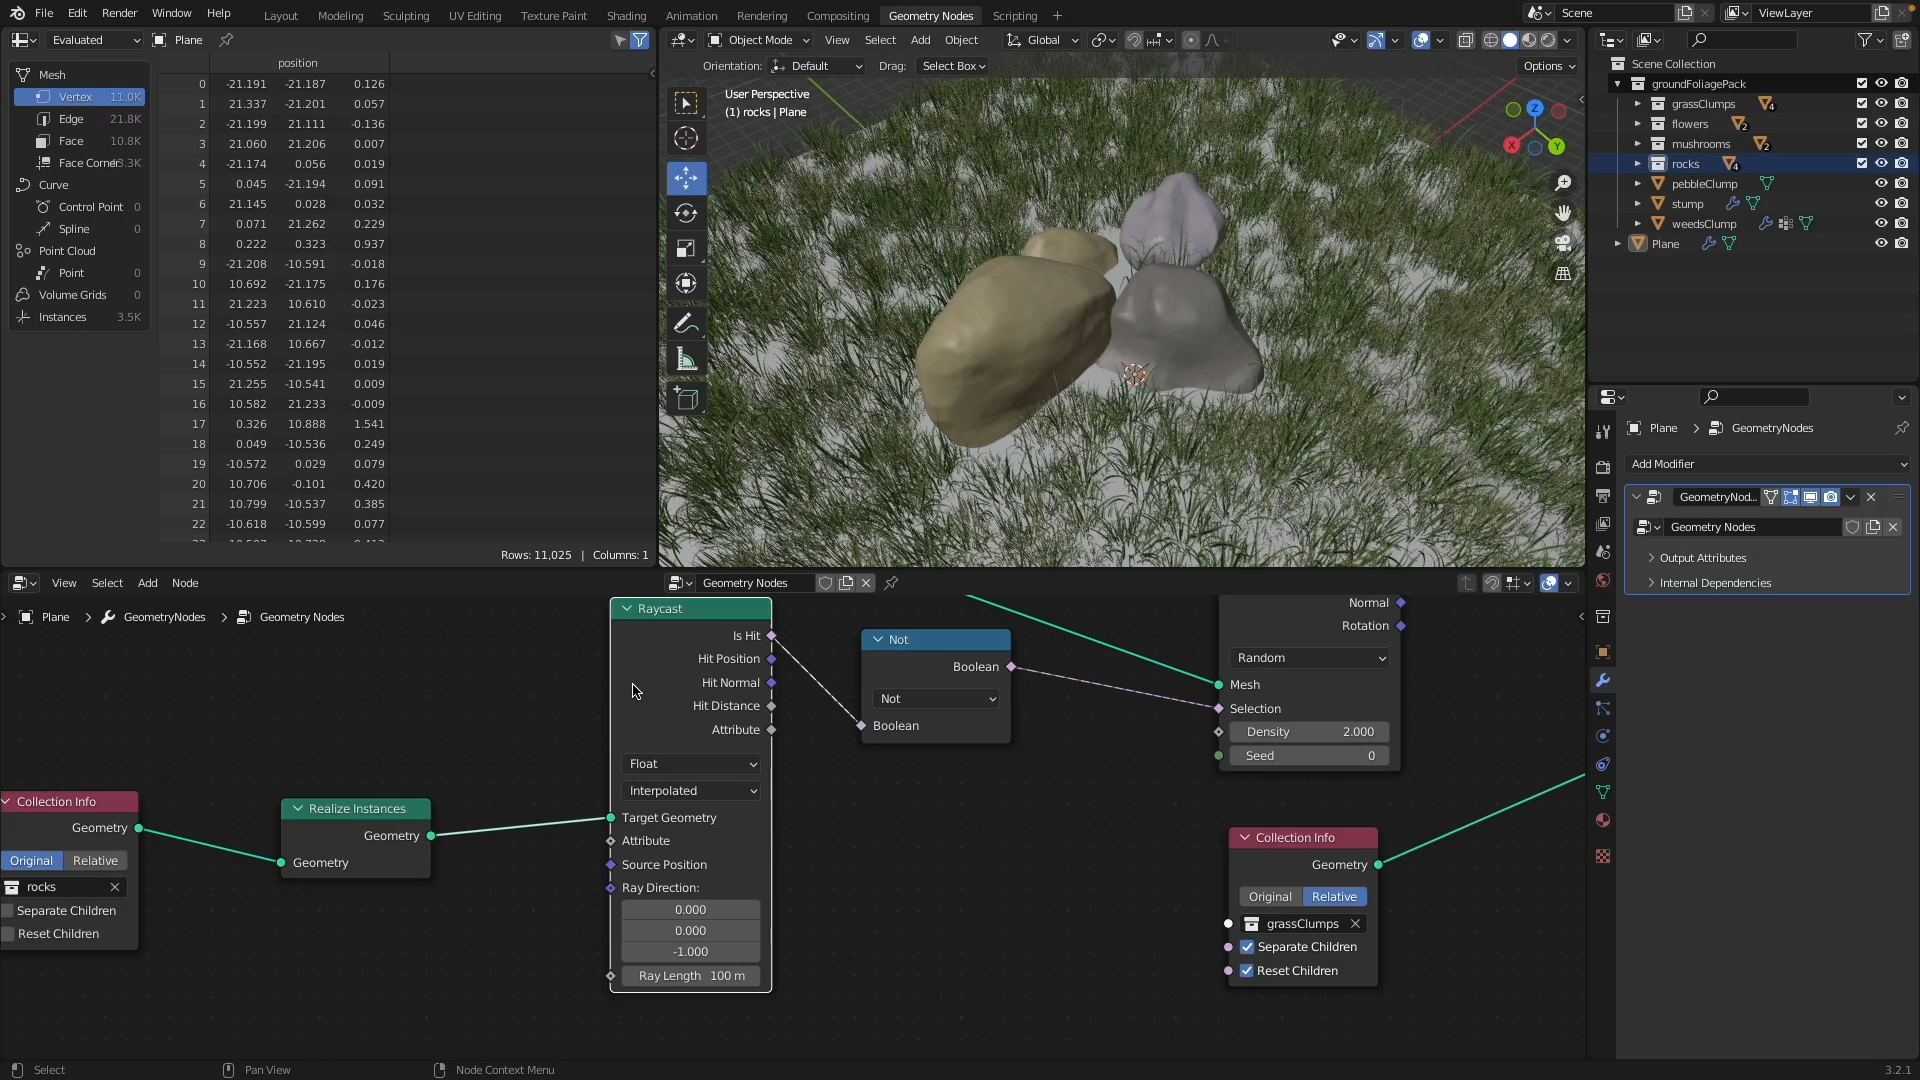 File Edit Render Window Help Layout Modeling Sculpting UV Editing Texture Paint Shading Animation Rendering Compositing Geometry Nodes Scripting + Scene ViewLayer
Evaluated Plane
position
Mesh
Vertex 11.0K
Edge 21.8K
Face 10.8K
Face Corner
Curve
Control Point 0
Spline 0
Point Cloud
Point 0
Volume Grids 0
Instances 3.5K
0 -21.191 -21.187 0.126
1 21.337 -21.201 0.057
2 -21.199 21.111 -0.136
3 21.060 21.206 0.007
4 -21.174 0.056 0.019
5 0.045 -21.194 0.091
6 21.145 0.028 0.032
7 0.071 21.262 0.229
8 0.222 0.323 0.937
9 -21.208 -10.591 -0.018
10 10.692 -21.175 0.176
11 21.223 10.610 -0.023
12 -10.557 21.124 0.046
13 -21.168 10.667 -0.012
14 -10.552 -21.195 0.019
15 21.255 -10.541 0.009
16 10.582 21.233 -0.009
17 0.326 10.888 1.541
18 0.049 -10.536 0.249
19 -10.572 0.029 0.079
20 10.706 -0.101 0.420
21 10.799 -10.537 0.385
22 -10.618 -10.599 0.077
Rows: 11,025 | Columns: 1
Object Mode View Select Add Object Global
Orientation: Default Drag: Select Box Options
User Perspective
(1) rocks | Plane
Z
X
Y
Scene Collection
groundFoliagePack
grassClumps 4
flowers 2
mushrooms 2
rocks 4
pebbleClump
stump
weedsClump
Plane
Plane > GeometryNodes
Add Modifier
GeometryNod...
Geometry Nodes
Output Attributes
Internal Dependencies
View Select Add Node Geometry Nodes
Plane > GeometryNodes > Geometry Nodes
Collection Info
Geometry
Original Relative
rocks
Separate Children
Reset Children
Realize Instances
Geometry
Geometry
Raycast
Is Hit
Hit Position
Hit Normal
Hit Distance
Attribute
Float
Interpolated
Target Geometry
Attribute
Source Position
Ray Direction:
0.000
0.000
-1.000
Ray Length 100 m
Not
Boolean
Not
Boolean
Normal
Rotation
Random
Mesh
Selection
Density 2.000
Seed 0
Collection Info
Geometry
Original Relative
grassClumps
Separate Children
Reset Children
Select Pan View Node Context Menu 3.2.1